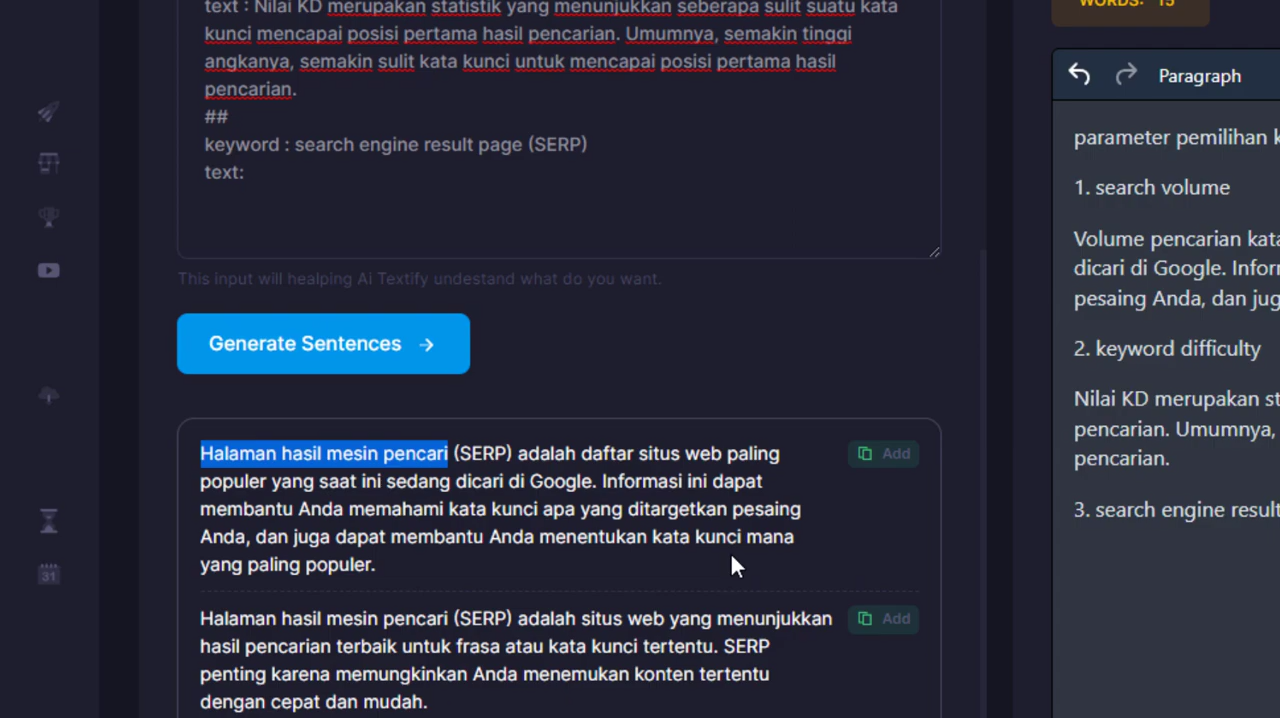 text : Nilai KD merupakan statistik yang menunjukkan seberapa sulit suatu kata
kunci mencapai posisi pertama hasil pencarian. Umumnya, semakin tinggi
angkanya, semakin sulit kata kunci untuk mencapai posisi pertama hasil
pencarian.
##
keyword : search engine result page (SERP)
text:
This input will healping Ai Textify undestand what do you want.
Generate Sentences
Halaman hasil mesin pencari (SERP) adalah daftar situs web paling
populer yang saat ini sedang dicari di Google. Informasi ini dapat
membantu Anda memahami kata kunci apa yang ditargetkan pesaing
Anda, dan juga dapat membantu Anda menentukan kata kunci mana
yang paling populer.
Add
Halaman hasil mesin pencari (SERP) adalah situs web yang menunjukkan
hasil pencarian terbaik untuk frasa atau kata kunci tertentu. SERP
penting karena memungkinkan Anda menemukan konten tertentu
dengan cepat dan mudah.
Add
31
WORDS: 15
Paragraph
parameter pemilihan k
1. search volume
Volume pencarian kata
dicari di Google. Infor
pesaing Anda, dan jug
2. keyword difficulty
Nilai KD merupakan st
pencarian. Umumnya,
pencarian.
3. search engine result